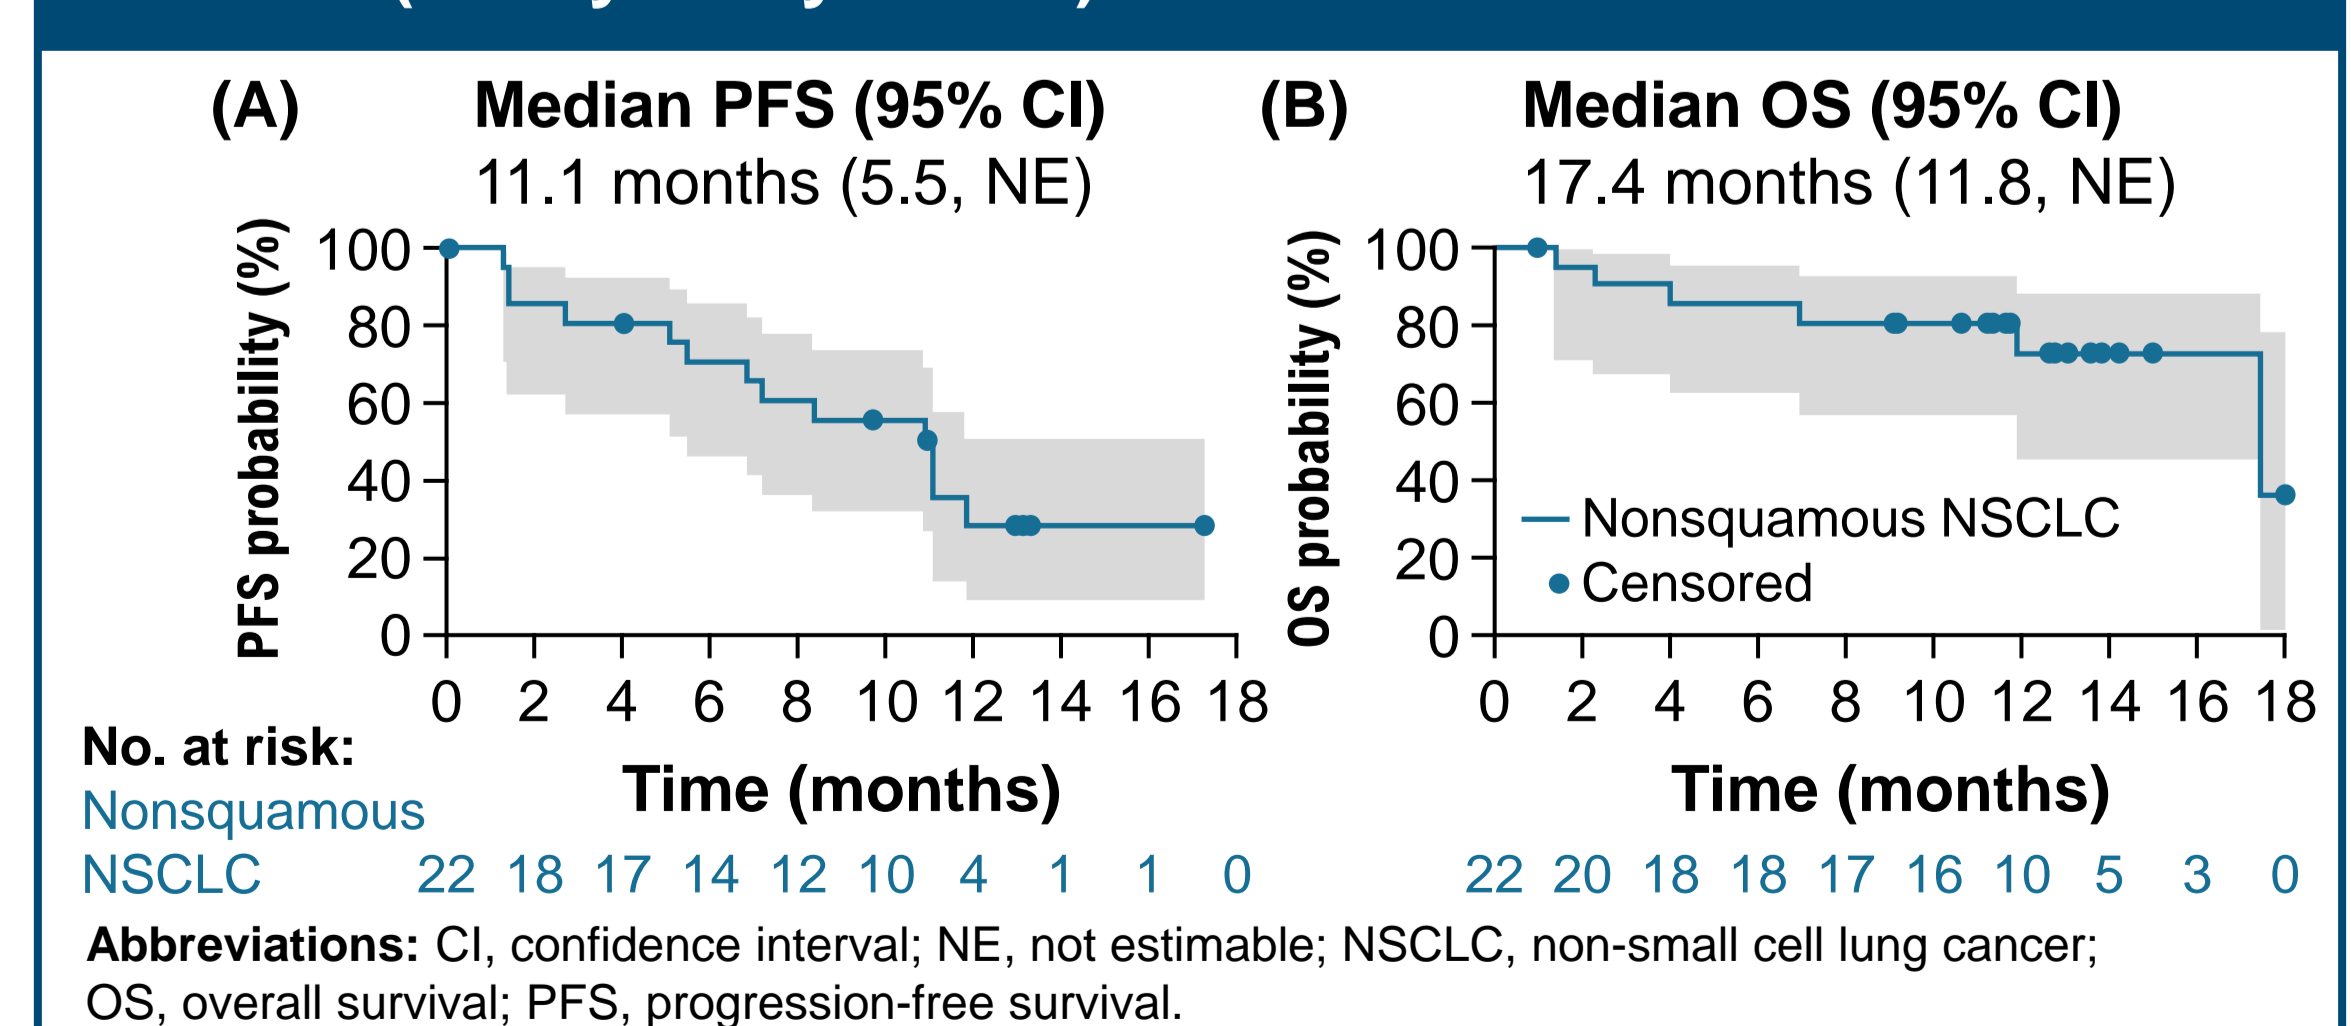 (A) Median PFS (95% CI)
11.1 months (5.5, NE)
PFS probability (%)
100
80
60
40
20
0
0 2 4 6 8 10 12 14 16 18
Time (months)
(B) Median OS (95% CI)
17.4 months (11.8, NE)
OS probability (%)
100
80
60
40
20
0
Nonsquamous NSCLC
Censored
0 2 4 6 8 10 12 14 16 18
Time (months)
No. at risk:
Nonsquamous
NSCLC 22 18 17 14 12 10 4 1 1 0 22 20 18 18 17 16 10 5 3 0
Abbreviations: CI, confidence interval; NE, not estimable; NSCLC, non-small cell lung cancer;
OS, overall survival; PFS, progression-free survival.